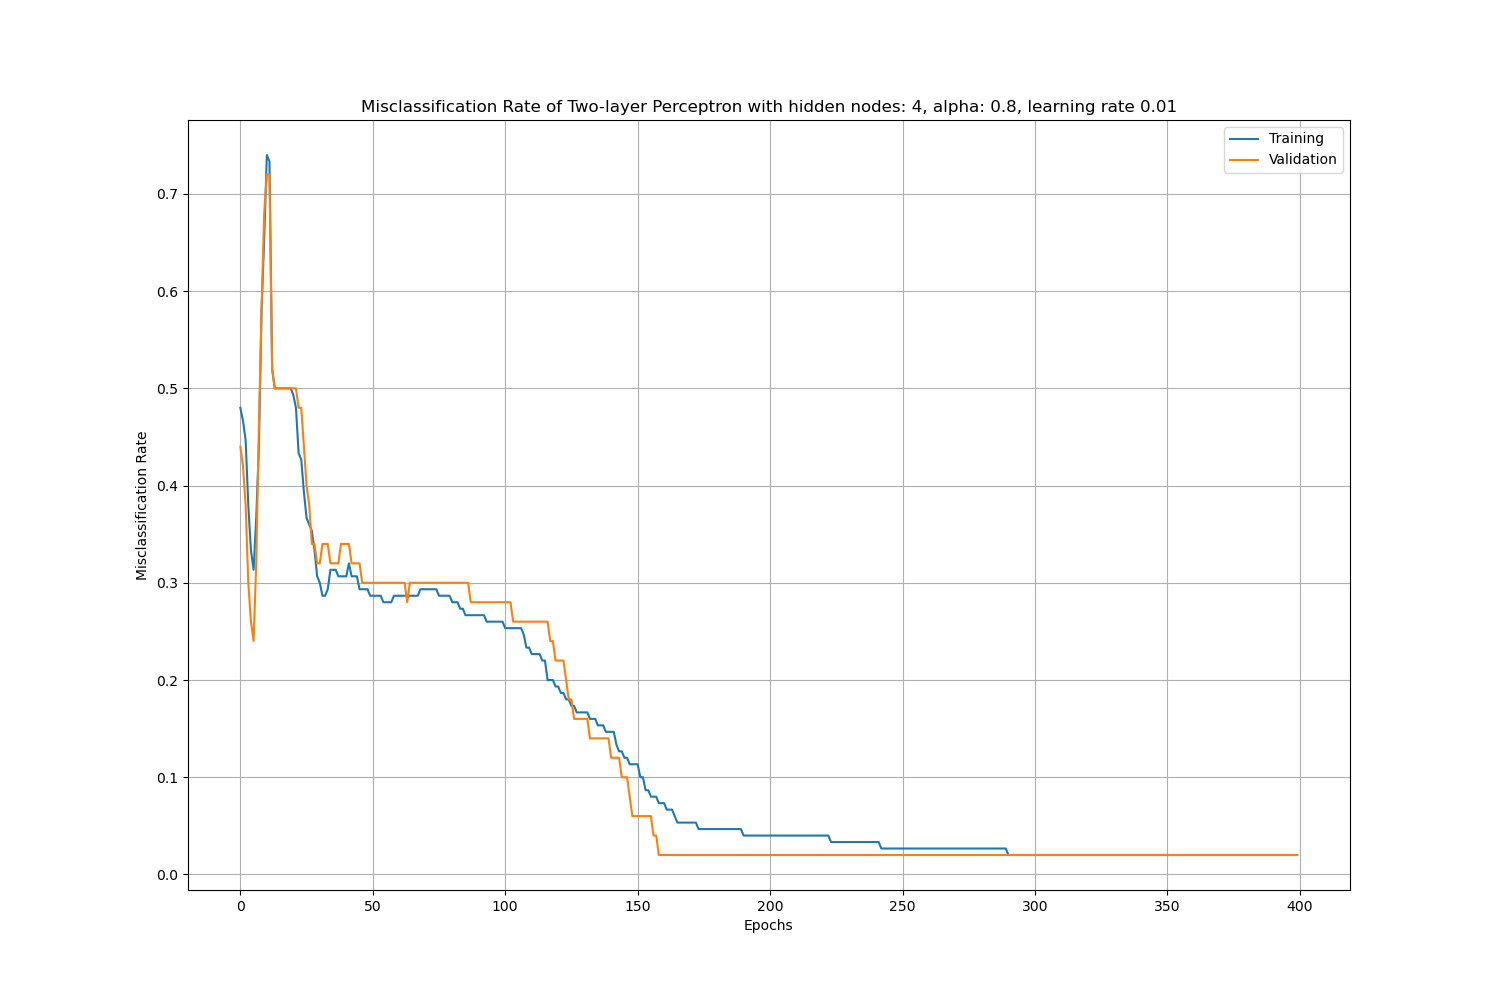 Misclassification Rate of Two-layer Perceptron with hidden nodes: 4, alpha: 0.8, learning rate 0.01
Training
Validation
Misclassification Rate
0.7
0.6
0.5
0.4
0.3
0.2
0.1
0.0
0 50 100 150 200 250 300 350 400
Epochs